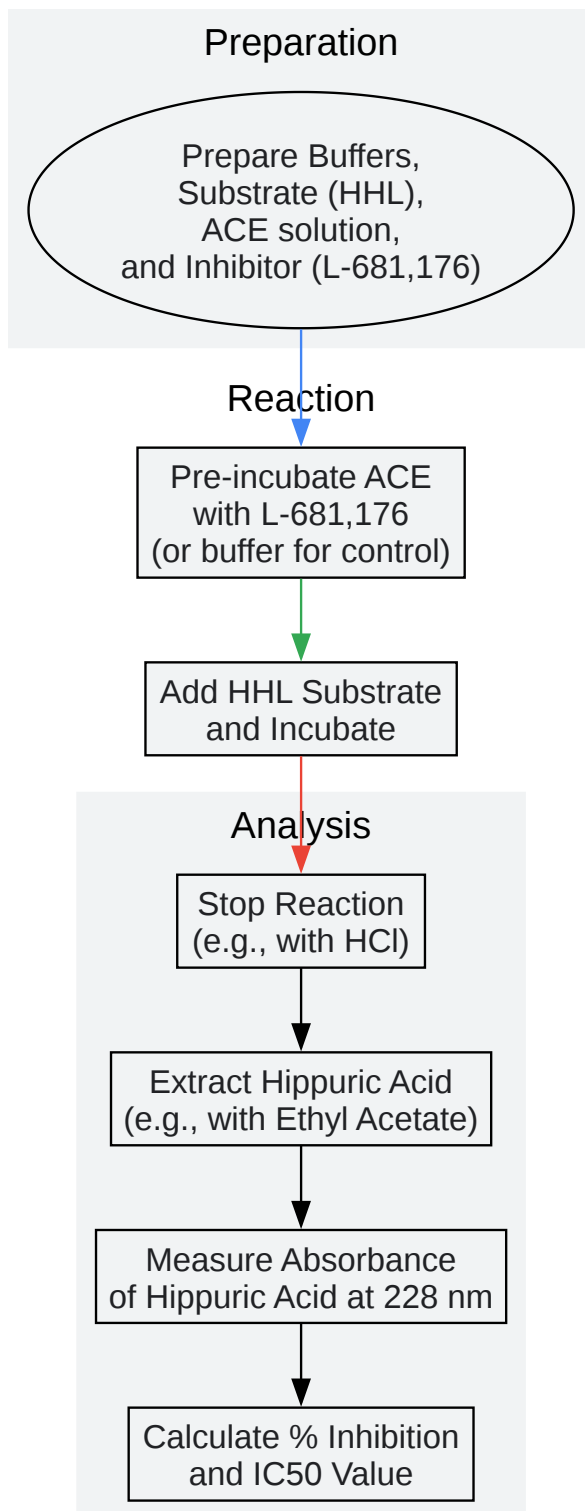 Preparation
Prepare Buffers,
Substrate (HHL),
ACE solution,
and Inhibitor (L-681,176)
Reaction
Pre-incubate ACE
with L-681,176
(or buffer for control)
Add HHL Substrate
and Incubate
Analysis
Stop Reaction
(e.g., with HCl)
Extract Hippuric Acid
(e.g., with Ethyl Acetate)
Measure Absorbance
of Hippuric Acid at 228 nm
Calculate % Inhibition
and IC50 Value